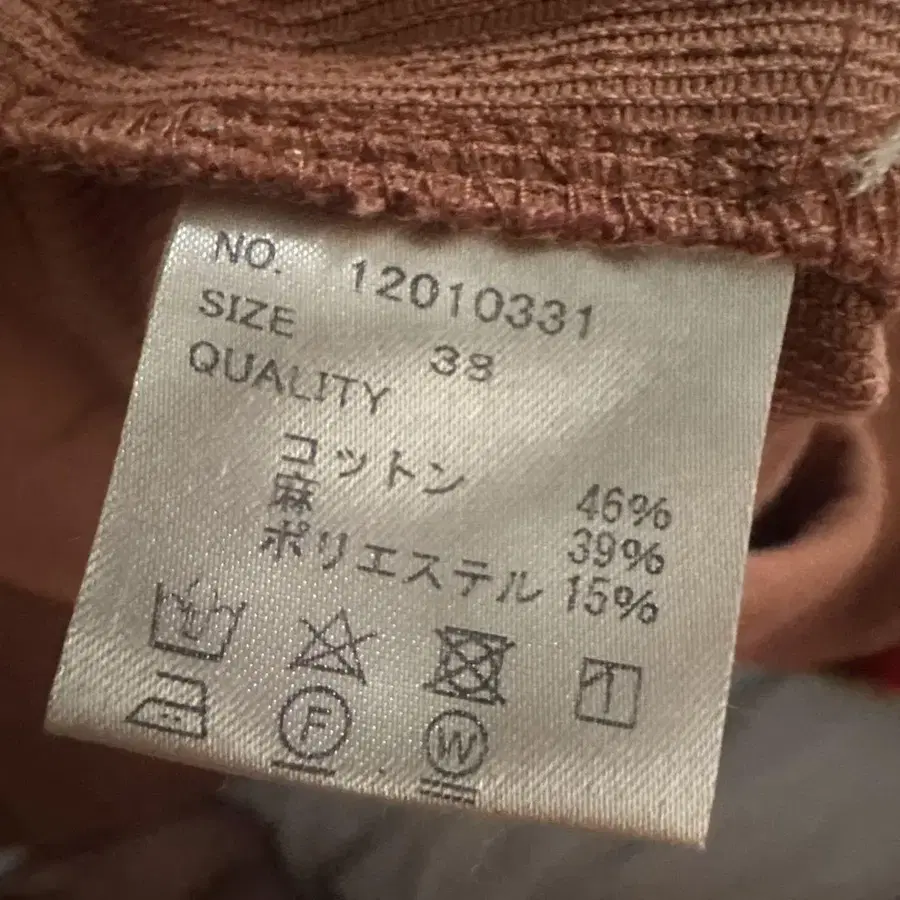 NO. 12010331
SIZE 38
QUALITY
コットン 46%
麻 39%
ポリエステル 15%
F W